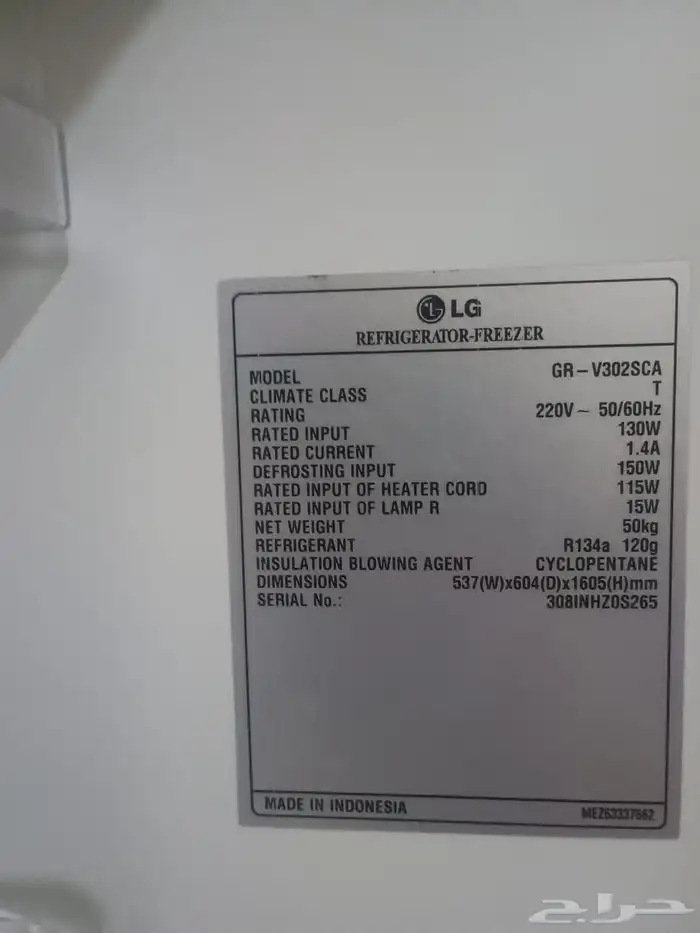 LG
REFRIGERATOR-FREEZER
MODEL GR-V302SCA
CLIMATE CLASS T
RATING 220V~ 50/60Hz
RATED INPUT 130W
RATED CURRENT 1.4A
DEFROSTING INPUT 150W
RATED INPUT OF HEATER CORD 115W
RATED INPUT OF LAMP R 15W
NET WEIGHT 50kg
REFRIGERANT R134a 120g
INSULATION BLOWING AGENT CYCLOPENTANE
DIMENSIONS 537(W)x604(D)x1605(H)mm
SERIAL No.: 308INHZ0S265
MADE IN INDONESIA MEZ63337662
حراج